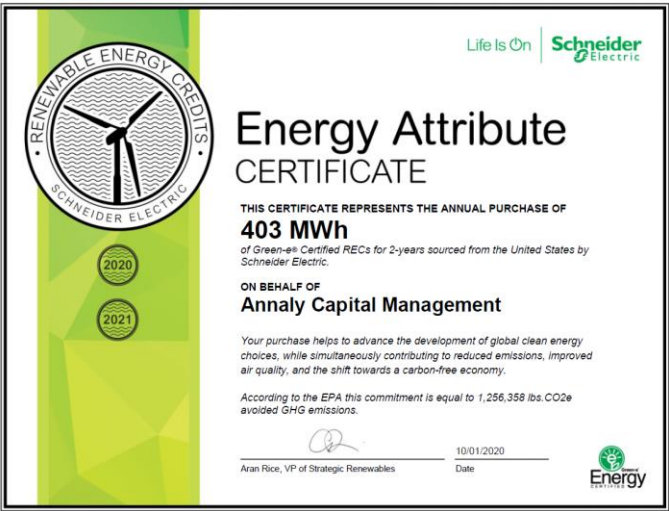 Life Is On
Schneider
Electric
RENEWABLE ENERGY CREDITS
SCHNEIDER ELECTRIC
2020
2021
Energy Attribute
CERTIFICATE
THIS CERTIFICATE REPRESENTS THE ANNUAL PURCHASE OF
403 MWh
of Green-e® Certified RECs for 2-years sourced from the United States by
Schneider Electric.
ON BEHALF OF
Annaly Capital Management
Your purchase helps to advance the development of global clean energy
choices, while simultaneously contributing to reduced emissions, improved
air quality, and the shift towards a carbon-free economy.
According to the EPA this commitment is equal to 1,256,358 lbs.CO2e
avoided GHG emissions.
10/01/2020
Aran Rice, VP of Strategic Renewables
Date
Green-e
Energy
CERTIFIED